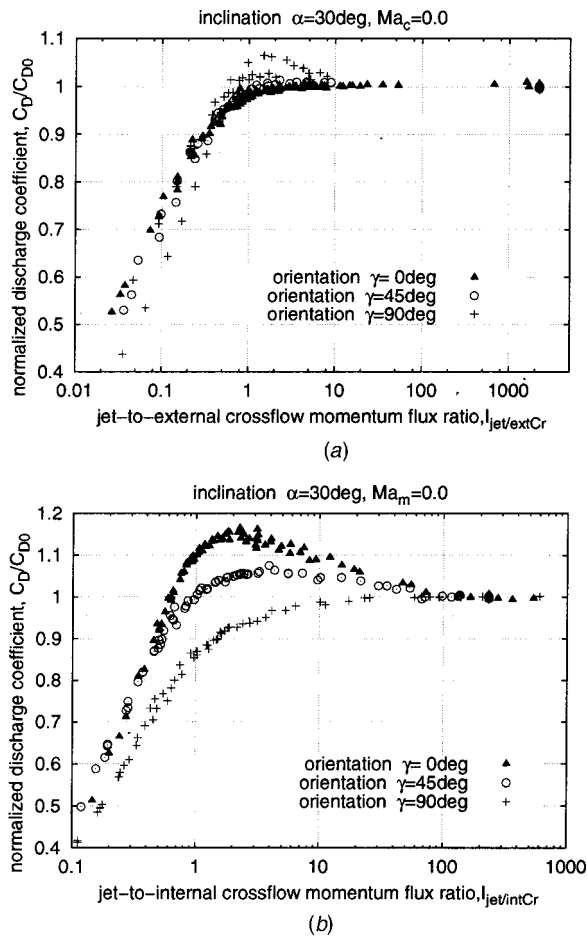 inclination α=30deg, Ma_c=0.0
normalized discharge coefficient, C_D/C_D0
1.1
1
0.9
0.8
0.7
0.6
0.5
0.4
orientation γ= 0deg
orientation γ=45deg
orientation γ=90deg
0.01 0.1 1 10 100 1000
jet-to-external crossflow momentum flux ratio,I_jet/extCr
(a)
inclination α=30deg, Ma_m=0.0
normalized discharge coefficient, C_D/C_D0
1.2
1.1
1
0.9
0.8
0.7
0.6
0.5
0.4
orientation γ= 0deg
orientation γ=45deg
orientation γ=90deg
0.1 1 10 100 1000
jet-to-internal crossflow momentum flux ratio,I_jet/intCr
(b)